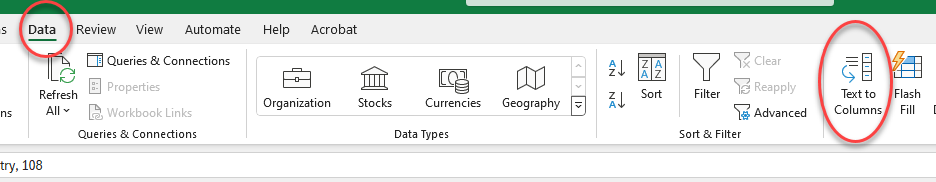 ns Data Review View Automate Help Acrobat
Queries & Connections
Properties
Workbook Links
Refresh
All
Queries & Connections
Organization Stocks Currencies Geography
Data Types
A
Z
Z
A
Z A
A Z
Sort
Filter
Clear
Reapply
Advanced
Sort & Filter
Text to
Columns
Flash
Fill
D
ns
try, 108